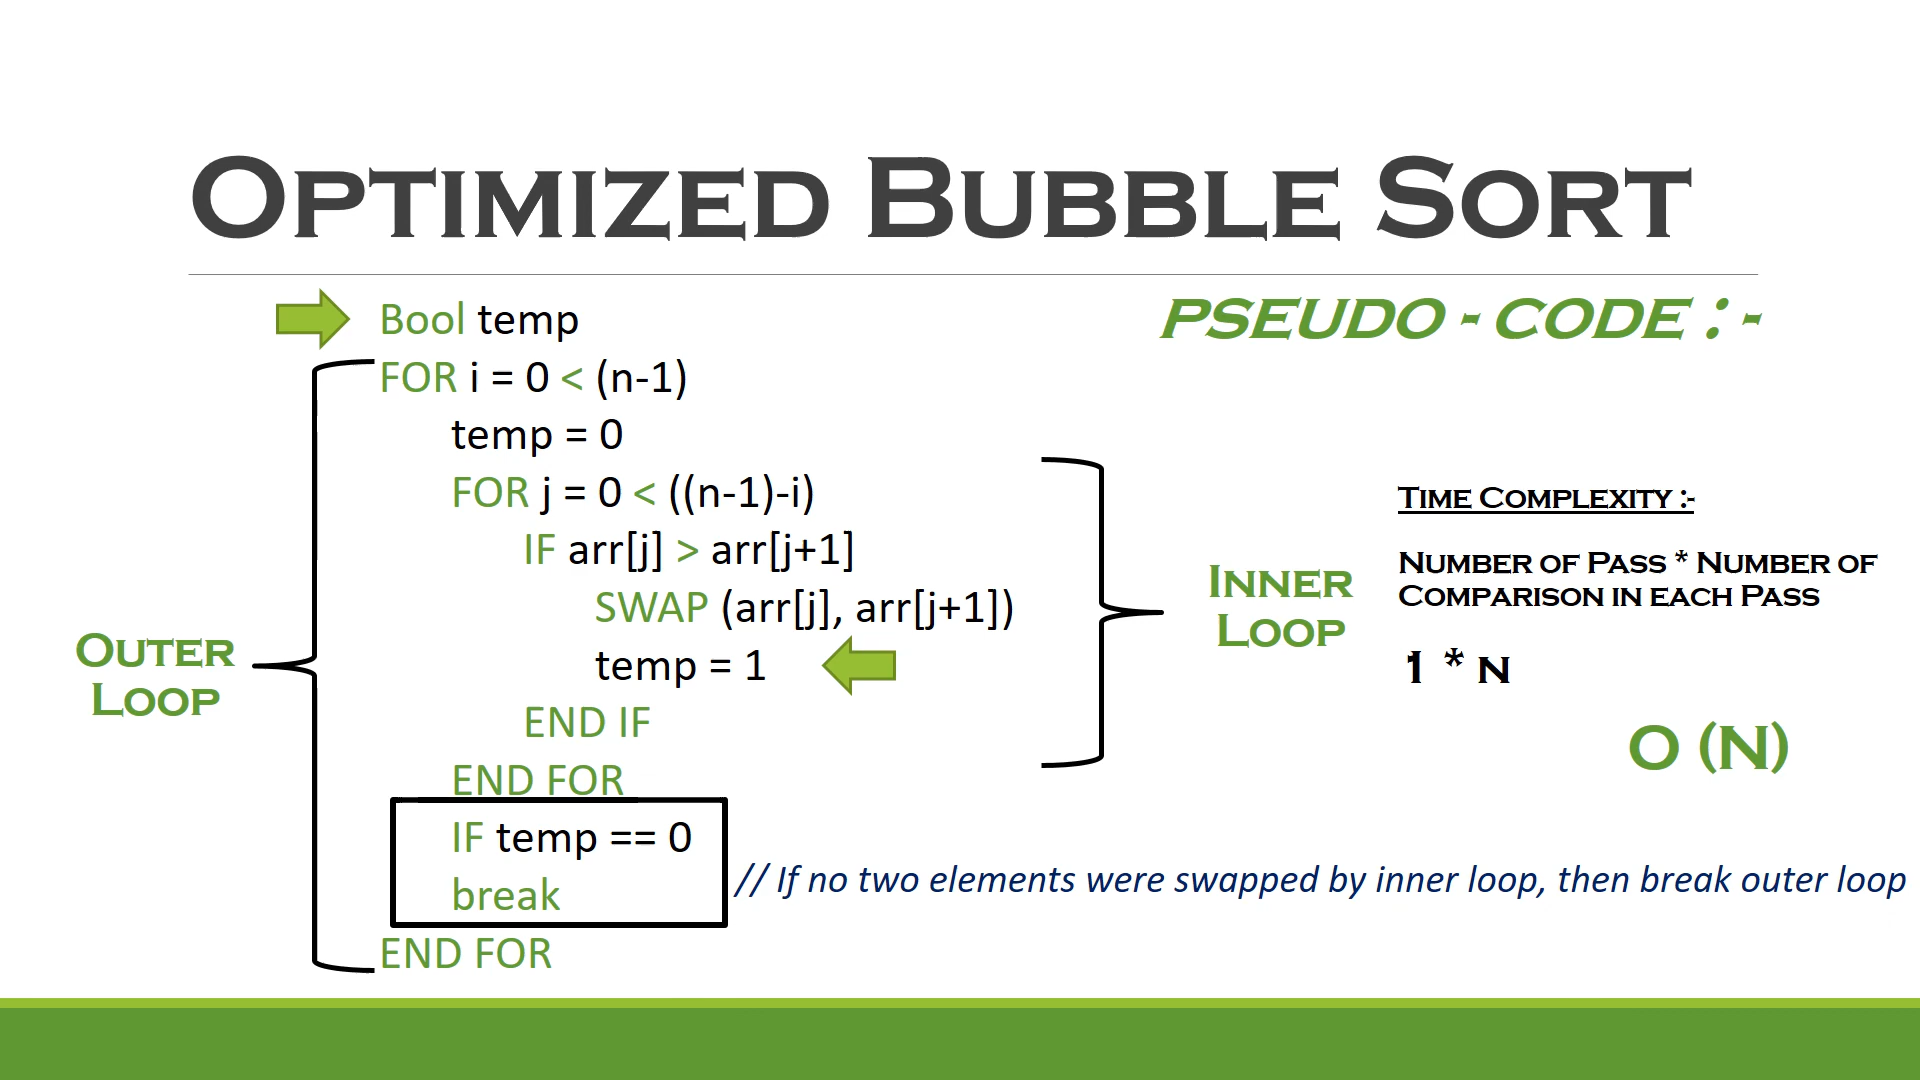 Optimized Bubble Sort
Bool temp
PSEUDO - CODE : -
FOR i = 0 < (n-1)
temp = 0
FOR j = 0 < ((n-1)-i)
IF arr[j] > arr[j+1]
SWAP (arr[j], arr[j+1])
temp = 1
END IF
END FOR
IF temp == 0
break
END FOR
Outer
Loop
Inner
Loop
Time Complexity :-
Number of Pass * Number of
Comparison in each Pass
1 * n
O (N)
// If no two elements were swapped by inner loop, then break outer loop